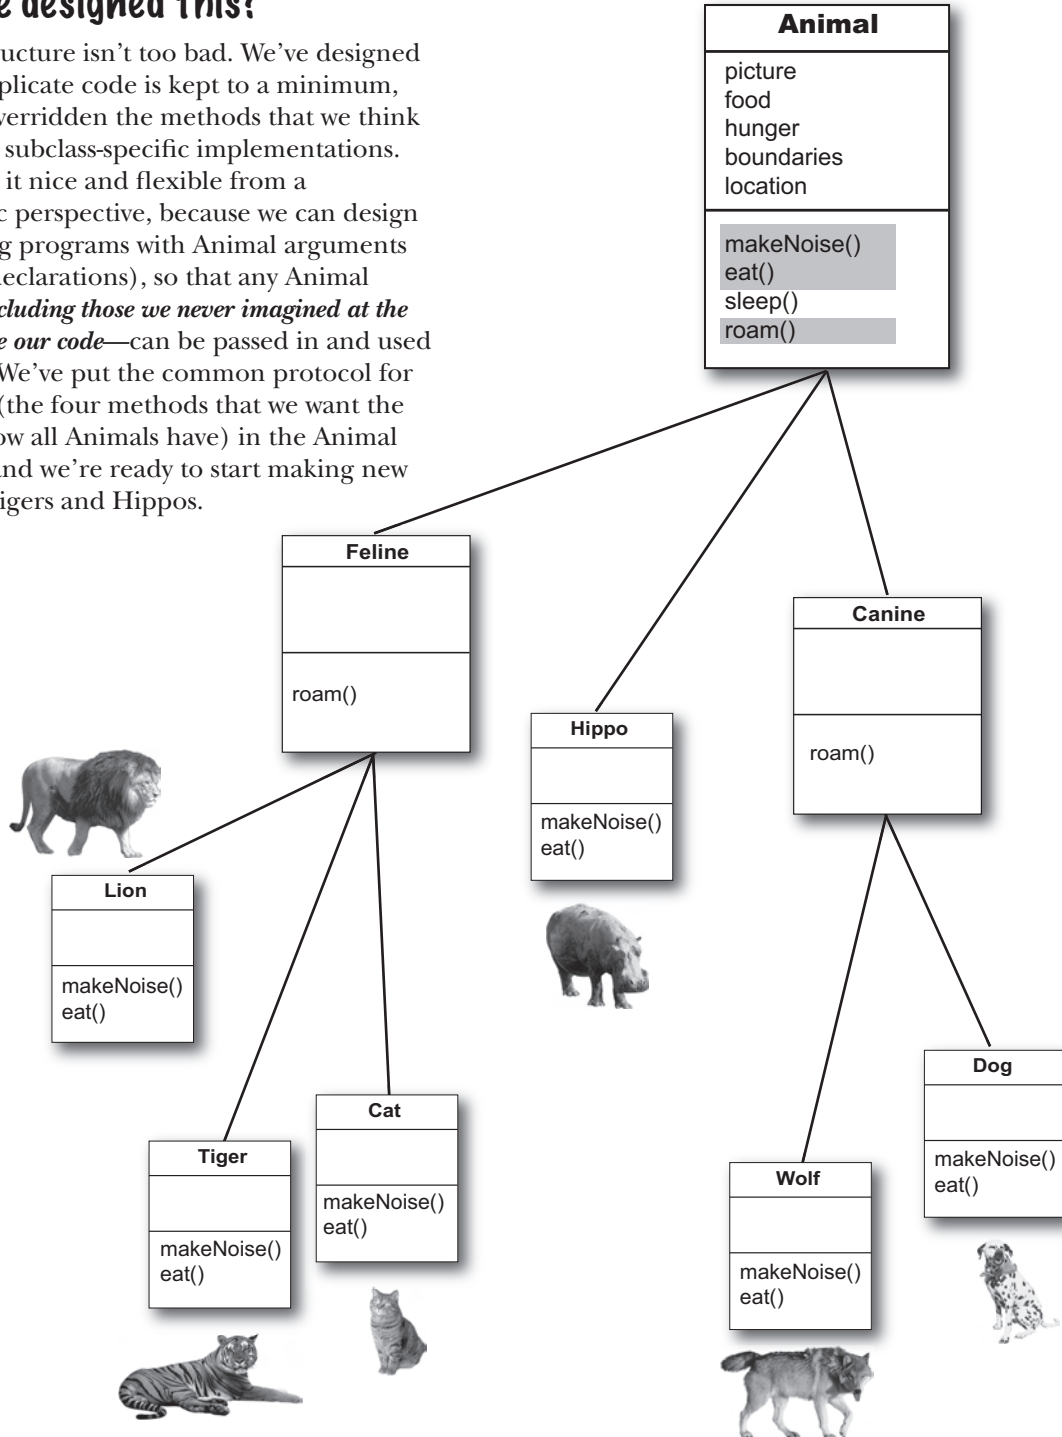 e designed this?
ucture isn't too bad. We've designed
plicate code is kept to a minimum,
verridden the methods that we think
subclass-specific implementations.
it nice and flexible from a
c perspective, because we can design
g programs with Animal arguments
eclarations), so that any Animal
cluding those we never imagined at the
e our code—can be passed in and used
We've put the common protocol for
(the four methods that we want the
ow all Animals have) in the Animal
and we're ready to start making new
igers and Hippos.
Animal
picture
food
hunger
boundaries
location
makeNoise()
eat()
sleep()
roam()
Feline
roam()
Canine
roam()
Hippo
makeNoise()
eat()
Lion
makeNoise()
eat()
Dog
makeNoise()
eat()
Cat
makeNoise()
eat()
Tiger
makeNoise()
eat()
Wolf
makeNoise()
eat()